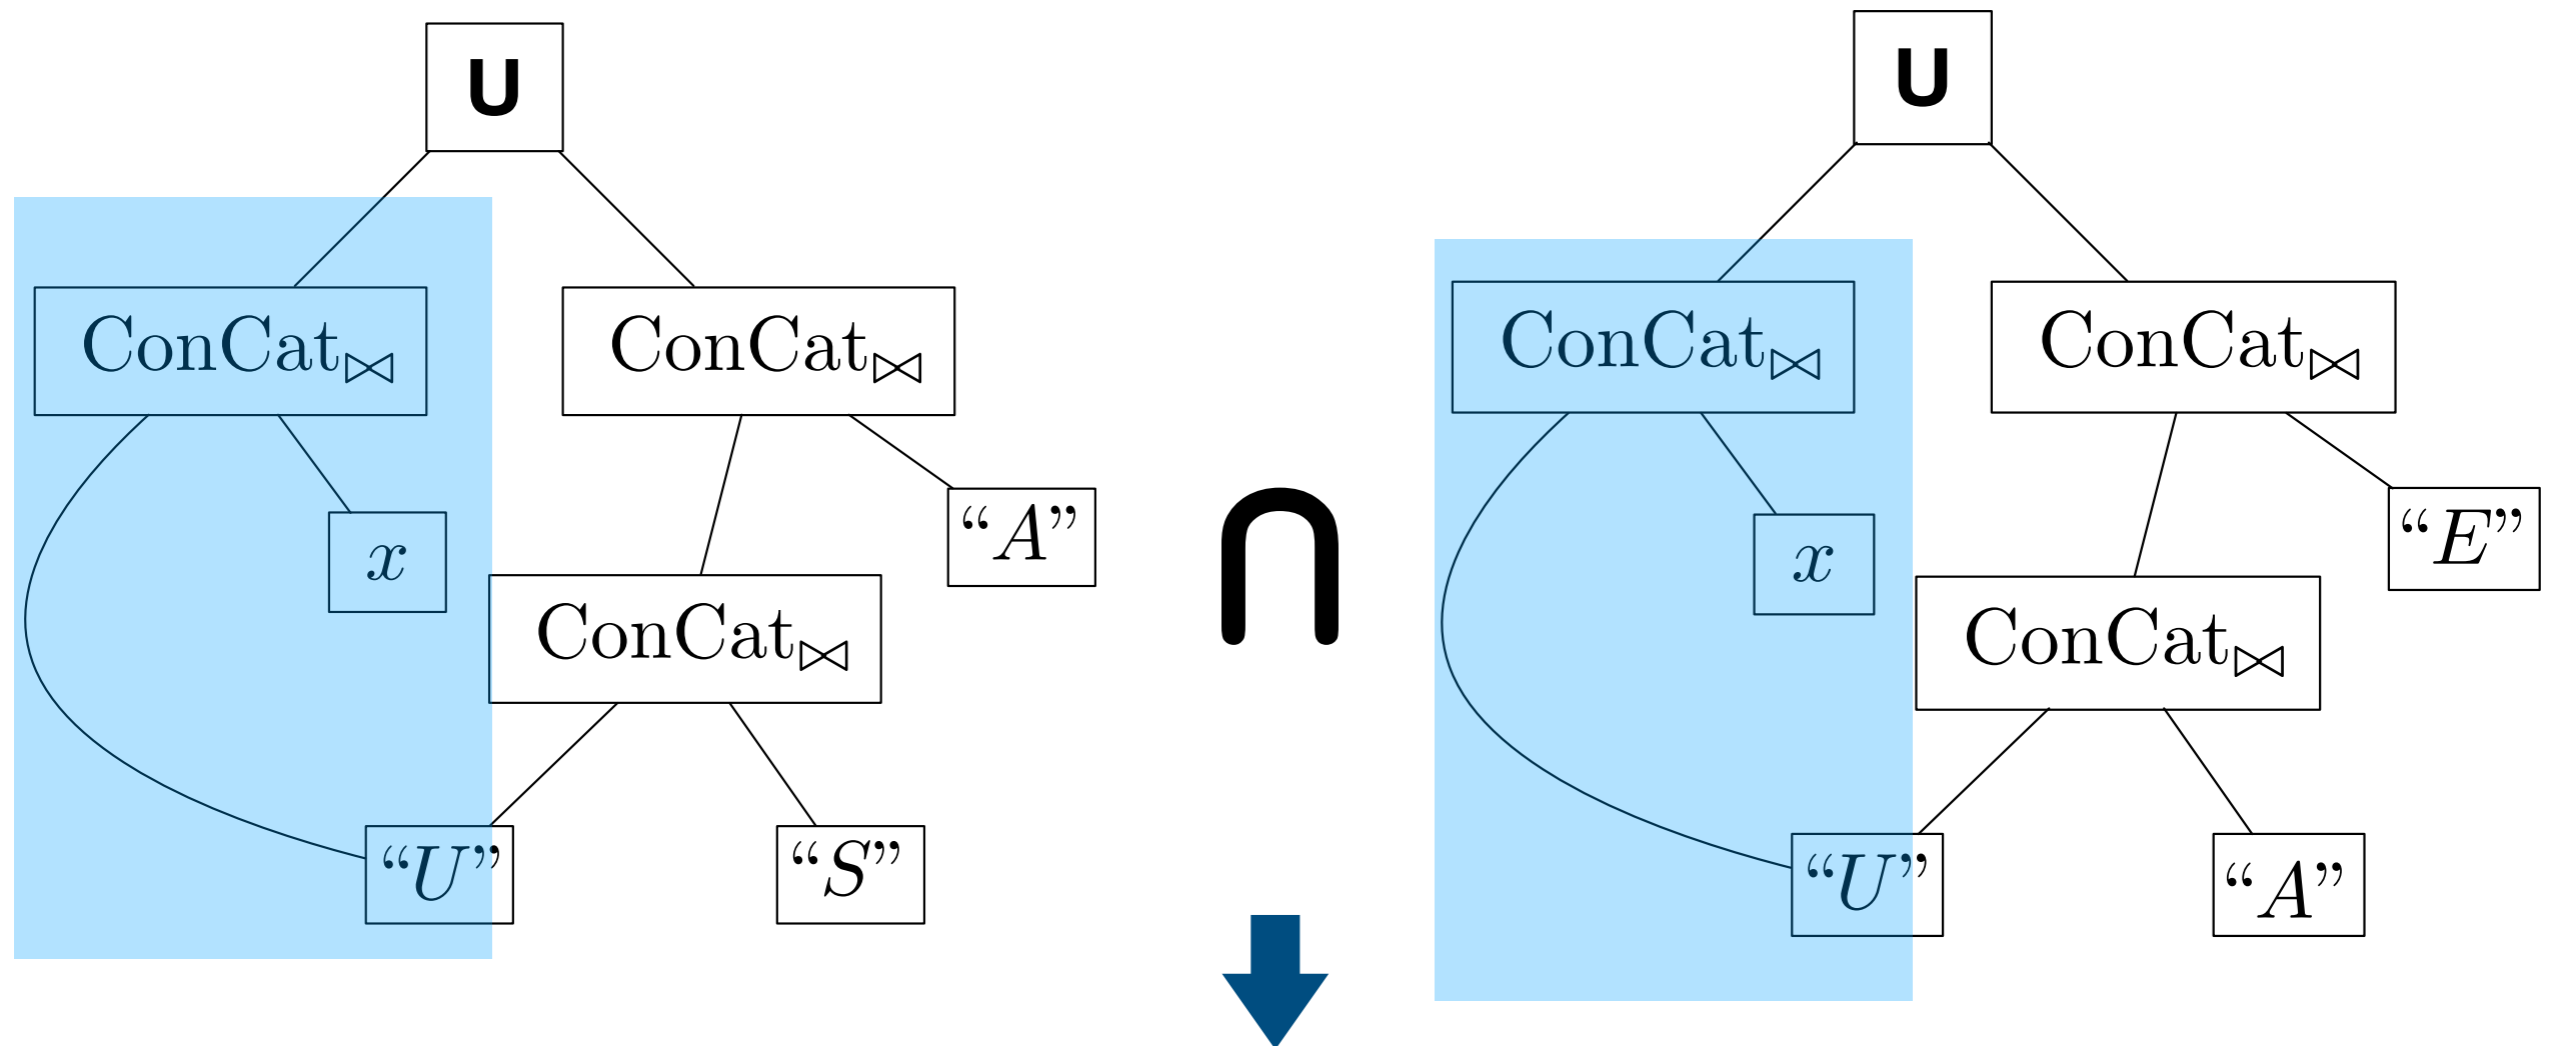 U U
ConCat⋈ ConCat⋈ ConCat⋈ ConCat⋈
“A” “E”
x x
∩
ConCat⋈ ConCat⋈
“U” “S” “U” “A”